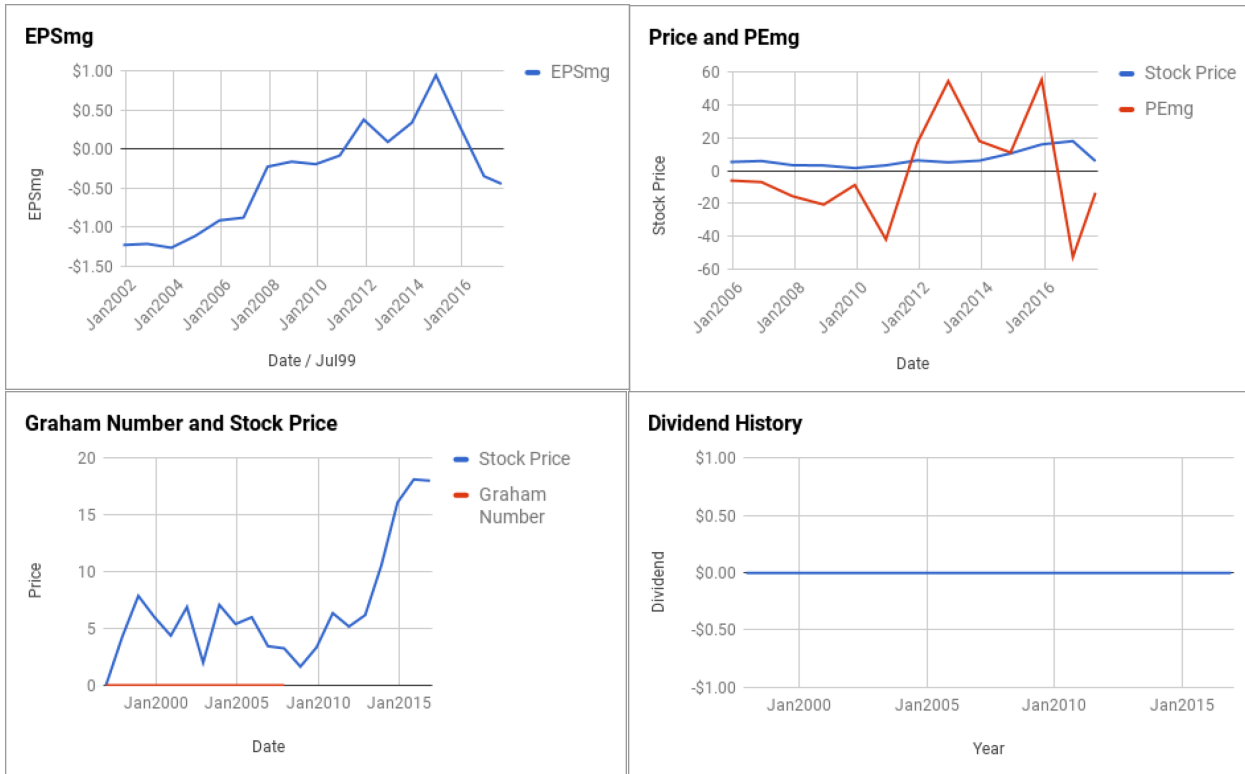 EPSmg
$1.00
$0.50
$0.00
-$0.50
-$1.00
-$1.50
EPSmg
Jan2002
Jan2004
Jan2006
Jan2008
Jan2010
Jan2012
Jan2014
Jan2016
Date / Jul99
EPSmg
Price and PEmg
60
40
20
0
-20
-40
-60
Stock Price
Jan2006
Jan2008
Jan2010
Jan2012
Jan2014
Jan2016
Date
Stock Price
PEmg
Graham Number and Stock Price
20
15
10
5
0
Price
Jan2000
Jan2005
Jan2010
Jan2015
Date
Stock Price
Graham
Number
Dividend History
$1.00
$0.50
$0.00
-$0.50
-$1.00
Dividend
Jan2000
Jan2005
Jan2010
Jan2015
Year